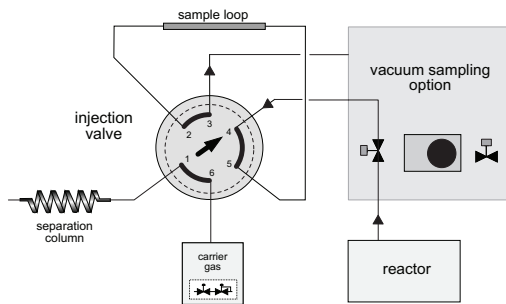 sample loop
vacuum sampling
option
injection
valve
3
2
4
1
5
6
separation
column
carrier
gas
reactor